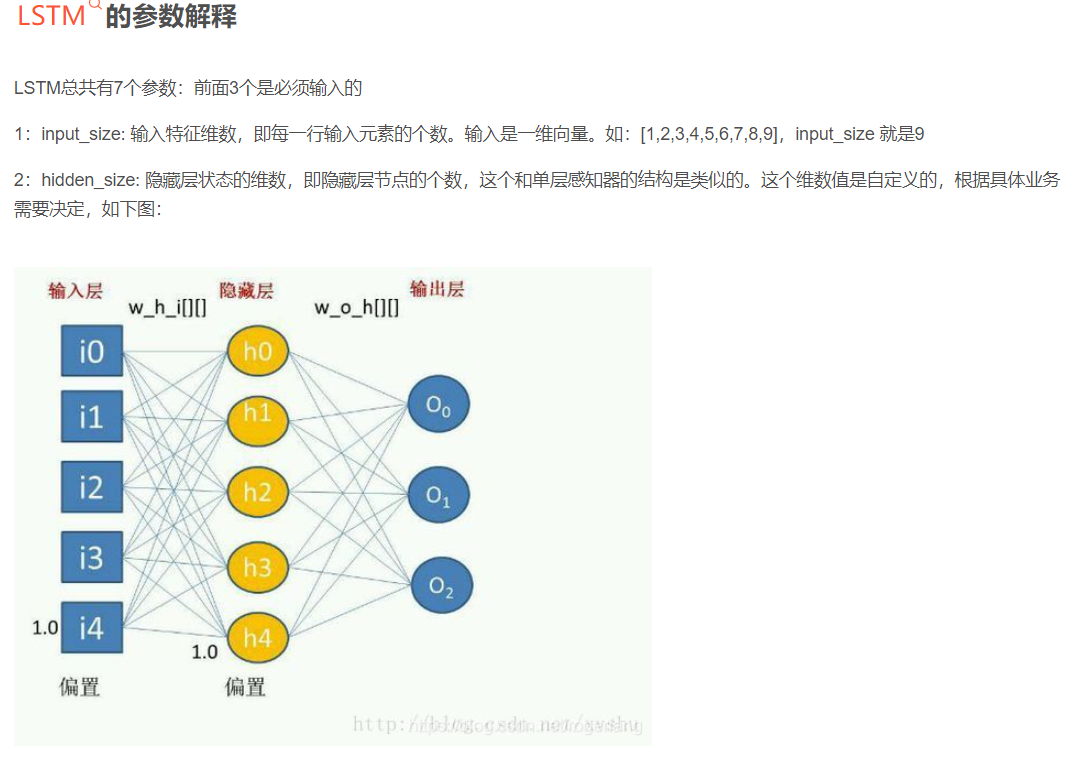 LSTM的参数解释
LSTM总共有7个参数：前面3个是必须输入的
1：input_size: 输入特征维数，即每一行输入元素的个数。输入是一维向量。如：[1,2,3,4,5,6,7,8,9]，input_size 就是9
2：hidden_size: 隐藏层状态的维数，即隐藏层节点的个数，这个和单层感知器的结构是类似的。这个维数值是自定义的，根据具体业务
需要决定，如下图：
输入层 隐藏层 输出层
w_h_i[][] w_o_h[][]
i0 h0
O0
i1 h1
i2 h2 O1
i3 h3
O2
1.0 i4 h4
1.0
偏置 偏置
http://blog.csdn.net/